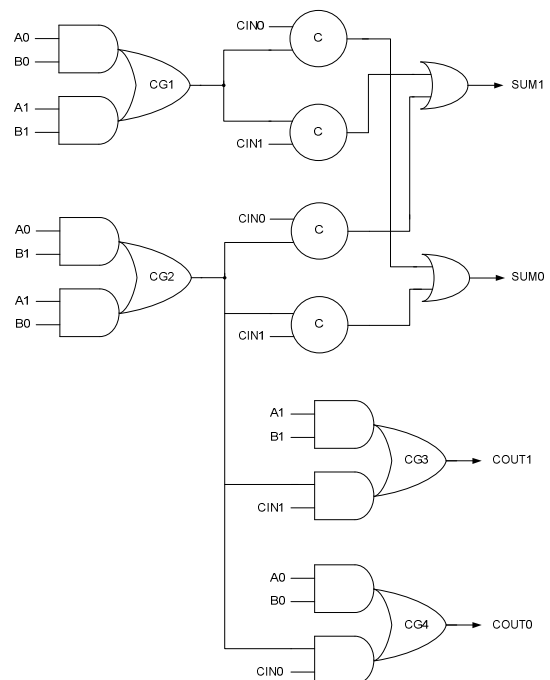 CIN0
A0
C
B0
CG1
SUM1
A1
B1
C
CIN1
CIN0
A0
B1
C
CG2
SUM0
A1
B0
C
CIN1
A1
B1
CG3
COUT1
CIN1
A0
B0
CG4
COUT0
CIN0